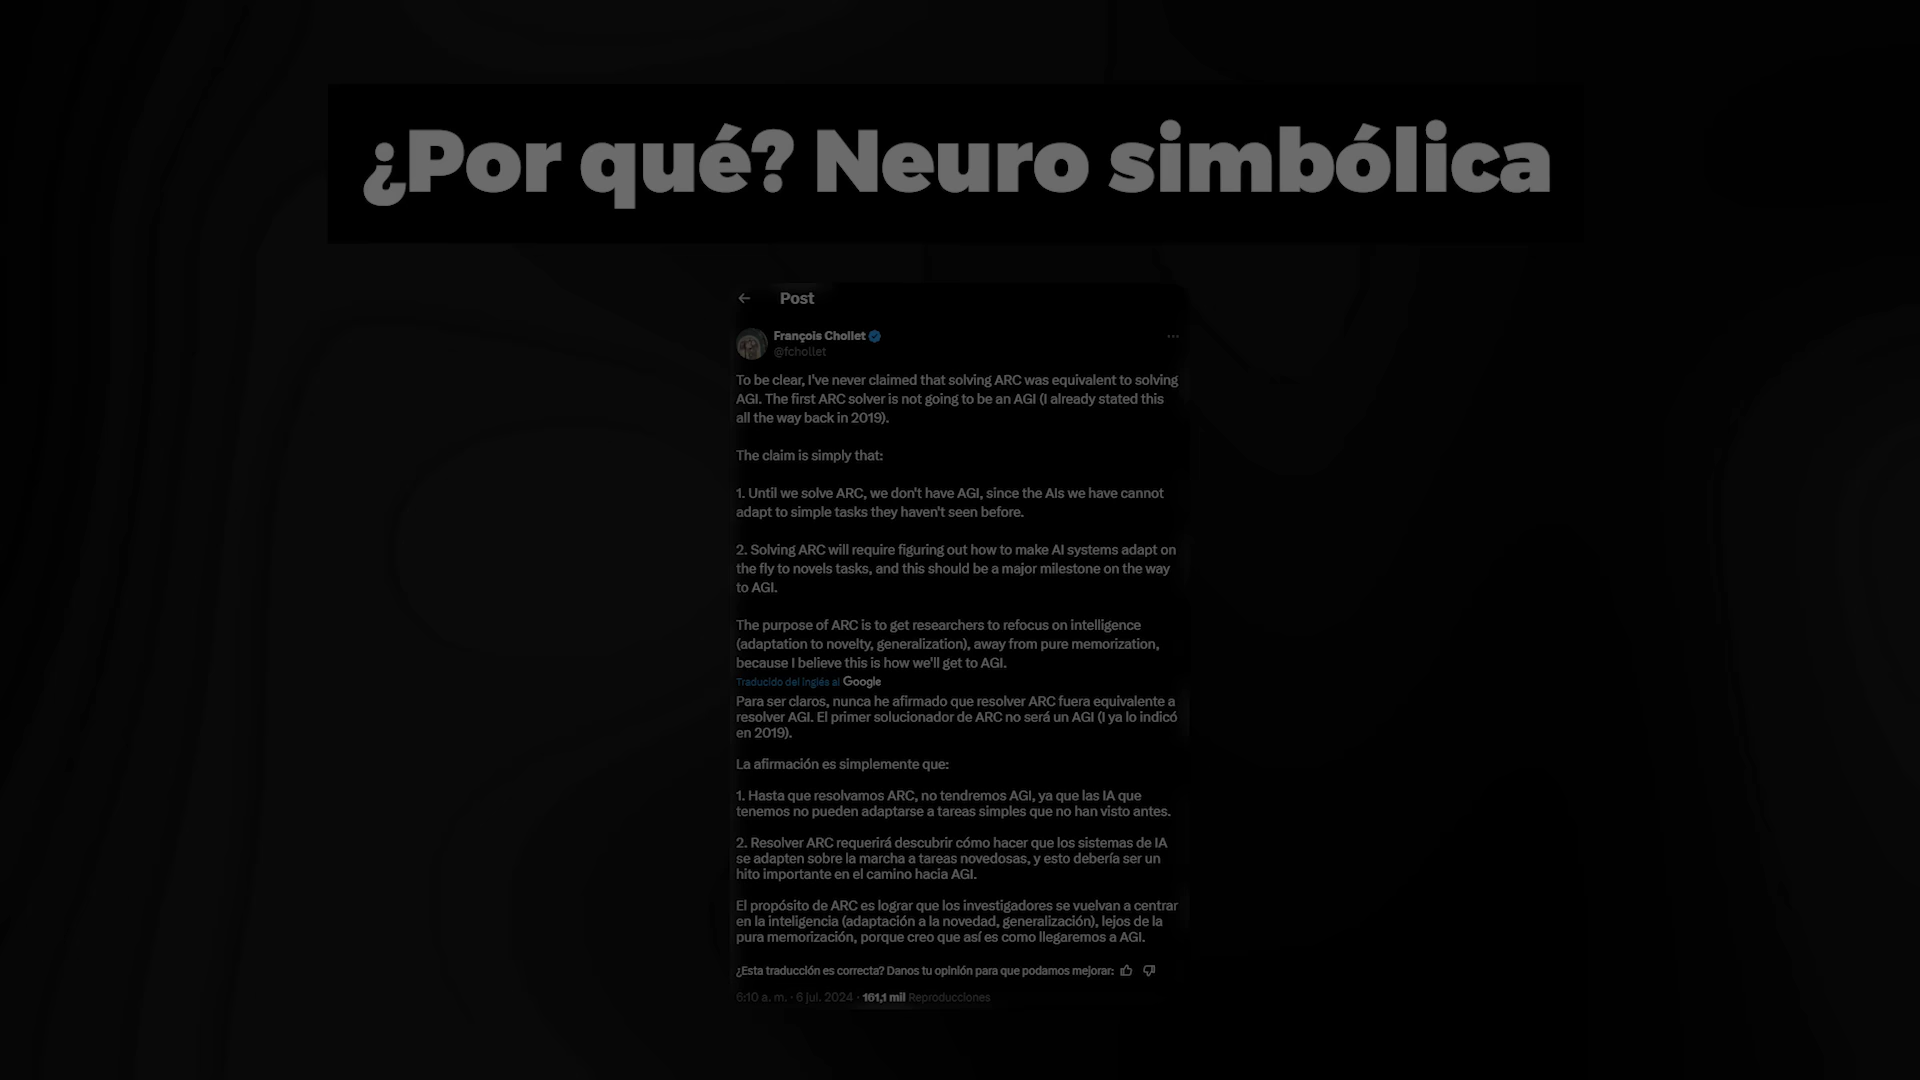 ¿Por qué? Neuro simbólica
Post
François Chollet
@fchollet
To be clear, I've never claimed that solving ARC was equivalent to solving
AGI. The first ARC solver is not going to be an AGI (I already stated this
all the way back in 2019).
The claim is simply that:
1. Until we solve ARC, we don't have AGI, since the AIs we have cannot
adapt to simple tasks they haven't seen before.
2. Solving ARC will require figuring out how to make AI systems adapt on
the fly to novels tasks, and this should be a major milestone on the way
to AGI.
The purpose of ARC is to get researchers to refocus on intelligence
(adaptation to novelty, generalization), away from pure memorization,
because I believe this is how we'll get to AGI.
Traducido del inglés al Google
Para ser claros, nunca he afirmado que resolver ARC fuera equivalente a
resolver AGI. El primer solucionador de ARC no será un AGI (I ya lo indicó
en 2019).
La afirmación es simplemente que:
1. Hasta que resolvamos ARC, no tendremos AGI, ya que las IA que
tenemos no pueden adaptarse a tareas simples que no han visto antes.
2. Resolver ARC requerirá descubrir cómo hacer que los sistemas de IA
se adapten sobre la marcha a tareas novedosas, y esto debería ser un
hito importante en el camino hacia AGI.
El propósito de ARC es lograr que los investigadores se vuelvan a centrar
en la inteligencia (adaptación a la novedad, generalización), lejos de la
pura memorización, porque creo que así es como llegaremos a AGI.
¿Esta traducción es correcta? Danos tu opinión para que podamos mejorar:
6:10 a. m. · 6 jul. 2024 · 161,1 mil Reproducciones